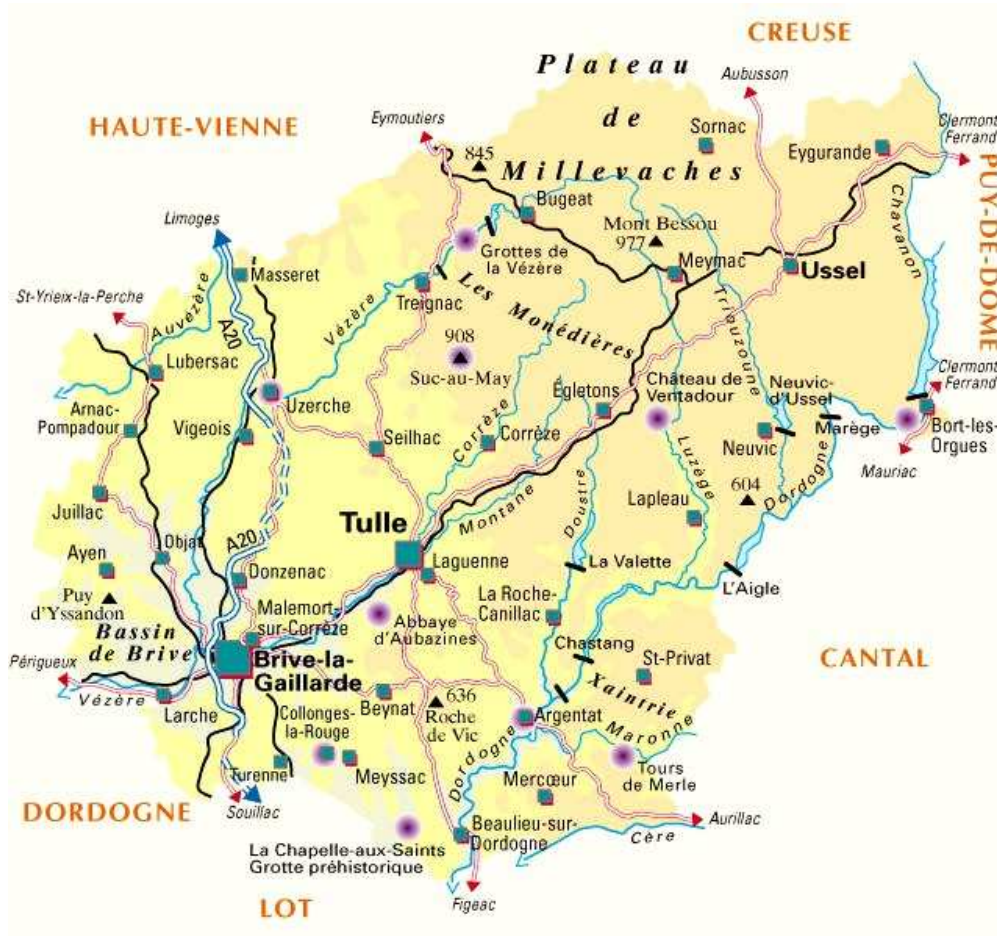 CREUSE
Plateau
de
Millevaches
Aubusson
HAUTE-VIENNE
Eymoutiers
845
Sornac
Eygurande
Clermont
Ferrand
PUY-DE-DOME
Chavanon
Bugeat
Limoges
Mont Bessou
977
Grottes de
la Vézère
Meymac
Ussel
Masseret
St-Yrieix-la-Perche
Auvezère
A20
Vézère
Treignac
Les Monédières
Triouzoune
908
Suc-au-May
Lubersac
Égletons
Château de
Ventadour
Neuvic-
d'Ussel
Clermont
Ferrand
Arnac-
Pompadour
Uzerche
Vigeois
Seilhac
Corrèze
Corrèze
Neuvic
Marège
Bort-les-
Orgues
Mauriac
Luzège
Dordogne
604
Juillac
Lapleau
Tulle
Montane
Doustre
Objat
A20
Ayen
Donzenac
Laguenne
La Valette
L'Aigle
Puy
d'Yssandon
Malemort-
sur-Corrèze
Abbaye
d'Aubazines
La Roche-
Canillac
Bassin
de Brive
Chastang
St-Privat
CANTAL
Périgueux
Brive-la-
Gaillarde
Vézère
Larche
Beynat
636
Roche
de Vic
Argentat
Xaintrie
Maronne
Collonges-
la-Rouge
Turenne
Meyssac
Dordogne
Mercœur
Tours
de Merle
DORDOGNE
Souillac
Aurillac
Cère
Beaulieu-sur-
Dordogne
La Chapelle-aux-Saints
Grotte préhistorique
LOT
Figeac